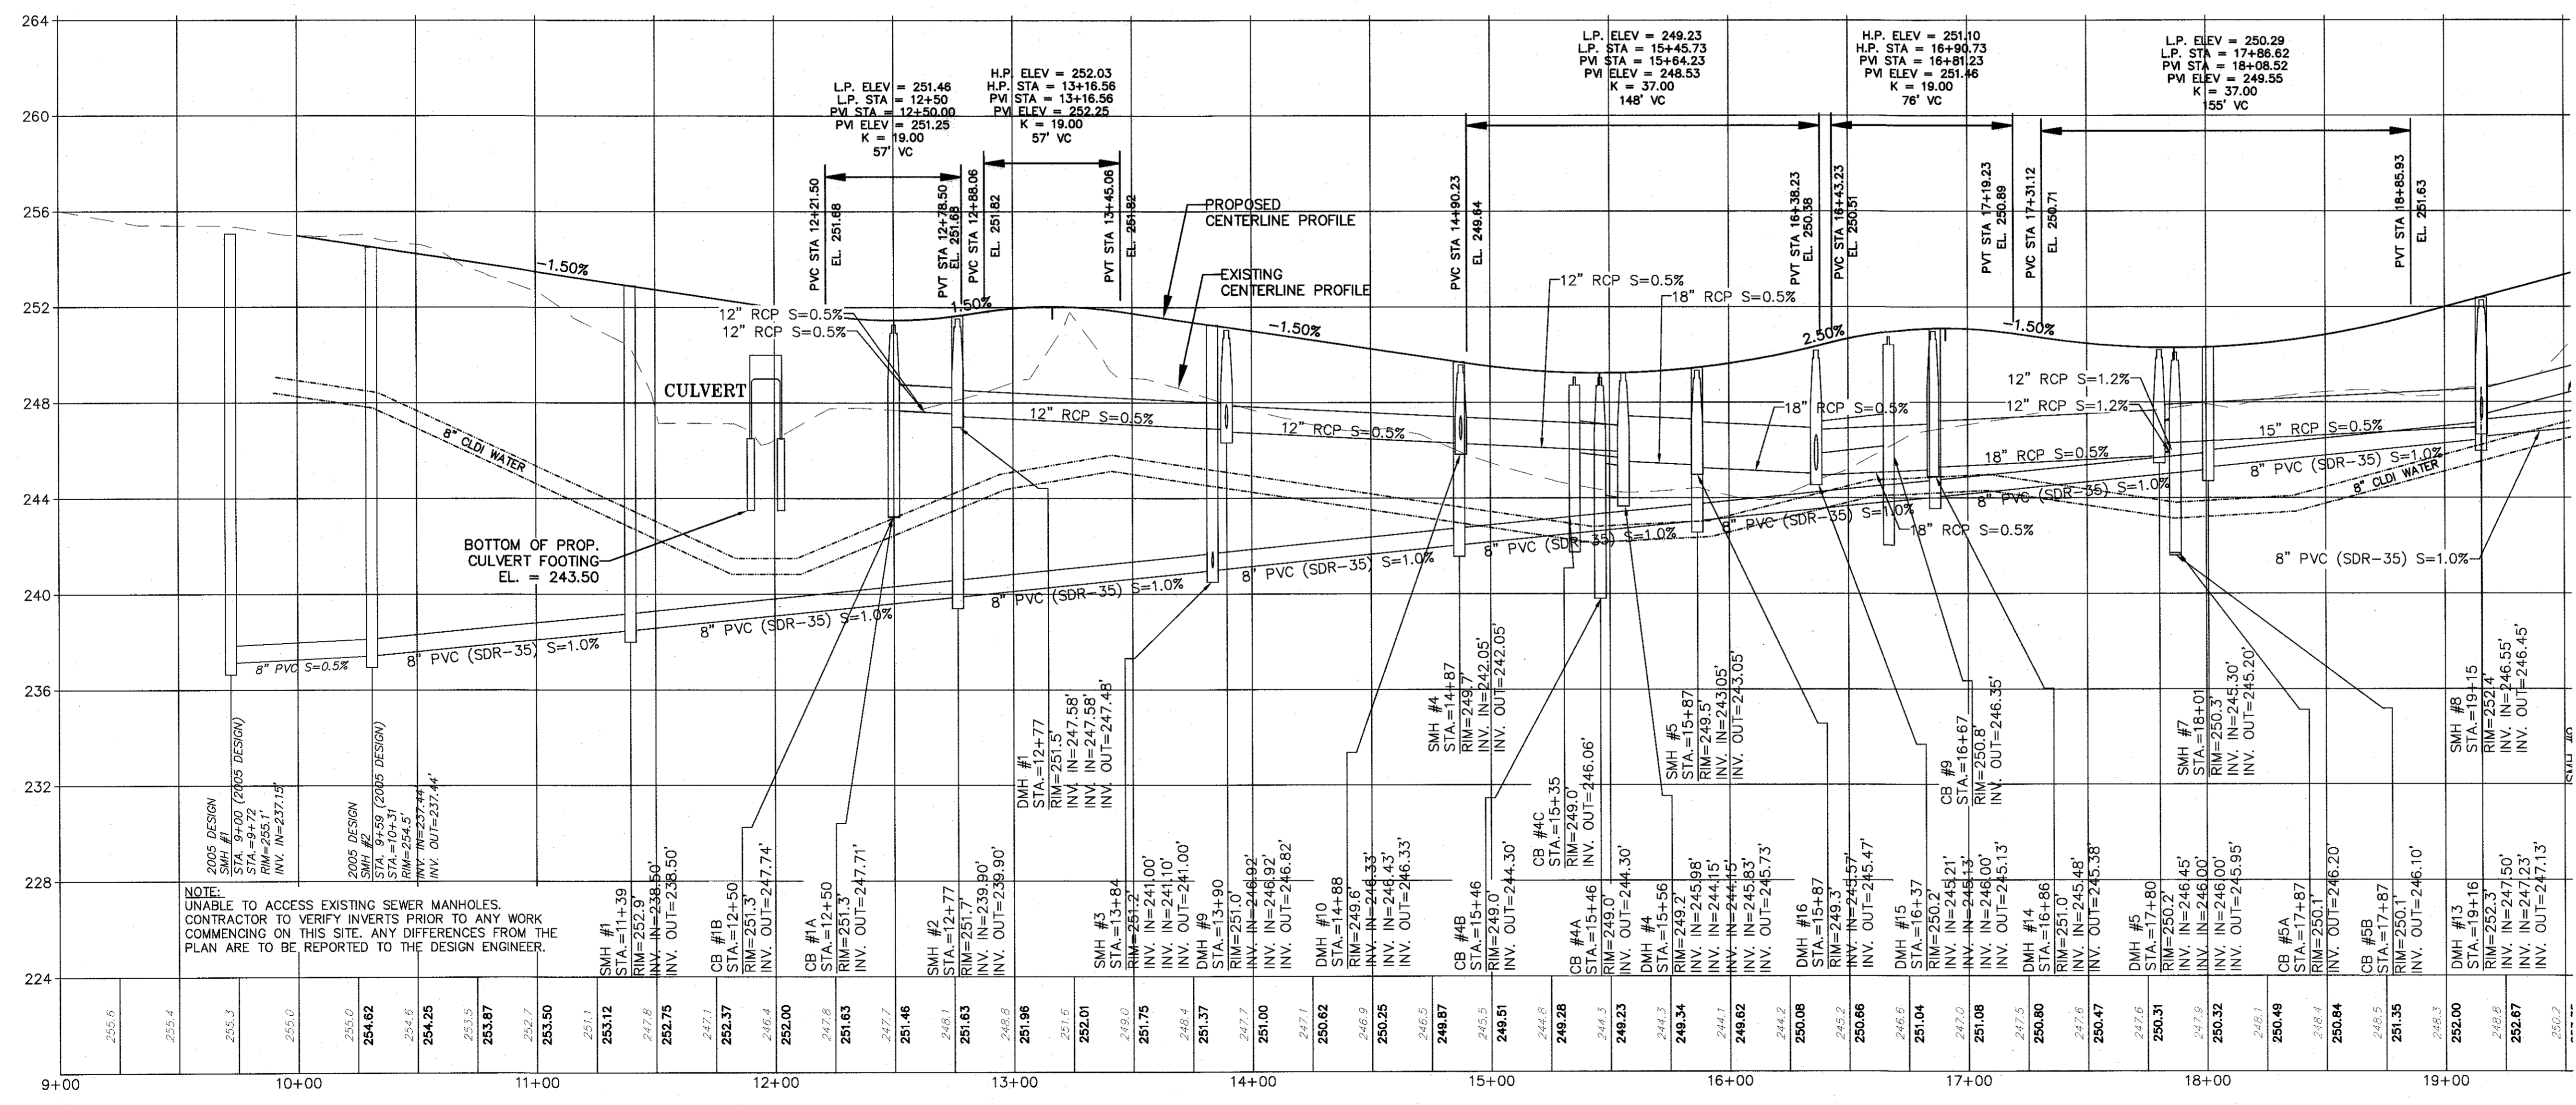 264
260
256
252
248
244
240
236
232
228
224
L.P. ELEV = 251.46
L.P. STA = 12+50
PVI STA = 12+50.00
PVI ELEV = 251.25
K = 19.00
57' VC
H.P. ELEV = 252.03
H.P. STA = 13+16.56
PVI STA = 13+16.56
PVI ELEV = 252.25
K = 19.00
57' VC
L.P. ELEV = 249.23
L.P. STA = 15+45.73
PVI STA = 15+64.23
PVI ELEV = 248.53
K = 37.00
148' VC
H.P. ELEV = 251.10
H.P. STA = 16+90.73
PVI STA = 16+81.23
PVI ELEV = 251.46
K = 19.00
76' VC
L.P. ELEV = 250.29
L.P. STA = 17+86.62
PVI STA = 18+08.52
PVI ELEV = 249.55
K = 37.00
155' VC
PVC STA 12+21.50
EL. 251.68
PVT STA 12+78.50
EL. 251.68
PVC STA 12+88.06
EL. 251.82
PVT STA 13+45.06
EL. 251.82
PVC STA 14+90.23
EL. 249.64
PVT STA 16+38.23
EL. 250.38
PVC STA 16+43.23
EL. 250.51
PVT STA 17+19.23
EL. 250.89
PVC STA 17+31.12
EL. 250.71
PVT STA 18+85.93
EL. 251.63
PROPOSED
CENTERLINE PROFILE
EXISTING
CENTERLINE PROFILE
-1.50%
1.50%
-1.50%
2.50%
-1.50%
12" RCP S=0.5%
12" RCP S=0.5%
12" RCP S=0.5%
18" RCP S=0.5%
CULVERT
12" RCP S=0.5%
12" RCP S=0.5%
18" RCP S=0.5%
12" RCP S=1.2%
12" RCP S=1.2%
15" RCP S=0.5%
18" RCP S=0.5%
18" RCP S=0.5%
8" CLDI WATER
8" CLDI WATER
BOTTOM OF PROP.
CULVERT FOOTING
EL. = 243.50
8" PVC S=0.5%
8" PVC (SDR-35) S=1.0%
8" PVC (SDR-35) S=1.0%
8" PVC (SDR-35) S=1.0%
8' PVC (SDR-35) S=1.0%
8" PVC (SDR-35) S=1.0%
8" PVC (SDR-35) S=1.0%
8" PVC (SDR-35) S=1.0%
8" PVC (SDR-35) S=1.0%
8" PVC (SDR-35) S=1.0%
2005 DESIGN
SMH #1
STA. 9+00 (2005 DESIGN)
STA.=9+72
RIM=255.1'
INV. IN=237.15'
2005 DESIGN
SMH #2
STA. 9+59 (2005 DESIGN)
STA.=10+31
RIM=254.5'
INV. IN=237.44'
INV. OUT=237.44'
NOTE:
UNABLE TO ACCESS EXISTING SEWER MANHOLES.
CONTRACTOR TO VERIFY INVERTS PRIOR TO ANY WORK
COMMENCING ON THIS SITE. ANY DIFFERENCES FROM THE
PLAN ARE TO BE REPORTED TO THE DESIGN ENGINEER.
SMH #1
STA.=11+39
RIM=252.9'
INV. IN=238.50'
INV. OUT=238.50'
CB #1B
STA.=12+50
RIM=251.3'
INV. OUT=247.74'
CB #1A
STA.=12+50
RIM=251.3'
INV. OUT=247.71'
SMH #2
STA.=12+77
RIM=251.7'
INV. IN=239.90'
INV. OUT=239.90'
DMH #1
STA.=12+77
RIM=251.5'
INV. IN=247.58'
INV. IN=247.58'
INV. OUT=247.48'
SMH #3
STA.=13+84
RIM=251.2'
INV. IN=241.00'
INV. IN=241.10'
INV. OUT=241.00'
DMH #9
STA.=13+90
RIM=251.0'
INV. IN=246.92'
INV. IN=246.92'
INV. OUT=246.82'
DMH #10
STA.=14+88
RIM=249.6'
INV. IN=246.33'
INV. IN=246.43'
INV. OUT=246.33'
SMH #4
STA.=14+87
RIM=249.7'
INV. IN=242.05'
INV. OUT=242.05'
CB #4B
STA.=15+46
RIM=249.0'
INV. OUT=244.30'
CB #4C
STA.=15+35
RIM=249.0'
INV. OUT=246.06'
CB #4A
STA.=15+46
RIM=249.0'
INV. OUT=244.30'
DMH #4
STA.=15+56
RIM=249.2'
INV. IN=245.98'
INV. IN=244.15'
INV. IN=244.15'
INV. IN=245.83'
INV. OUT=245.73'
SMH #5
STA.=15+87
RIM=249.5'
INV. IN=243.05'
INV. OUT=243.05'
DMH #16
STA.=15+87
RIM=249.3'
INV. IN=245.57'
INV. OUT=245.47'
DMH #15
STA.=16+37
RIM=250.2'
INV. IN=245.21'
INV. IN=245.13'
INV. IN=246.00'
INV. OUT=245.13'
CB #9
STA.=16+67
RIM=250.8'
INV. OUT=246.35'
DMH #14
STA.=16+86
RIM=251.0'
INV. IN=245.48'
INV. OUT=245.38'
DMH #5
STA.=17+80
RIM=250.2'
INV. IN=246.45'
INV. IN=246.00'
INV. IN=246.00'
INV. OUT=245.95'
SMH #7
STA.=18+01
RIM=250.3'
INV. IN=245.30'
INV. OUT=245.20'
CB #5A
STA.=17+87
RIM=250.1'
INV. OUT=246.20'
CB #5B
STA.=17+87
RIM=250.1'
INV. OUT=246.10'
SMH #8
STA.=19+15
RIM=252.4'
INV. IN=246.55'
INV. OUT=246.45'
DMH #13
STA.=19+16
RIM=252.3'
INV. IN=247.50'
INV. IN=247.23'
INV. OUT=247.13'
255.6
255.4
255.3
255.0
255.0 254.62
254.6 254.25
253.5 253.87
252.7 253.50
251.1 253.12
247.8 252.75
247.1 252.37
246.4 252.00
247.8 251.63
247.7 251.46
248.1 251.63
248.8 251.96
251.6 252.01
249.0 251.75
248.4 251.37
247.7 251.00
247.1 250.62
246.9 250.25
246.5 249.87
245.5 249.51
244.8 249.28
244.3 249.23
244.3 249.34
244.1 249.62
244.2 250.08
245.2 250.66
246.6 251.04
247.0 251.08
247.5 250.80
247.6 250.47
247.6 250.31
247.9 250.32
248.1 250.49
248.4 250.84
248.5 251.35
248.3 252.00
248.8 252.67
250.2
9+00
10+00
11+00
12+00
13+00
14+00
15+00
16+00
17+00
18+00
19+00